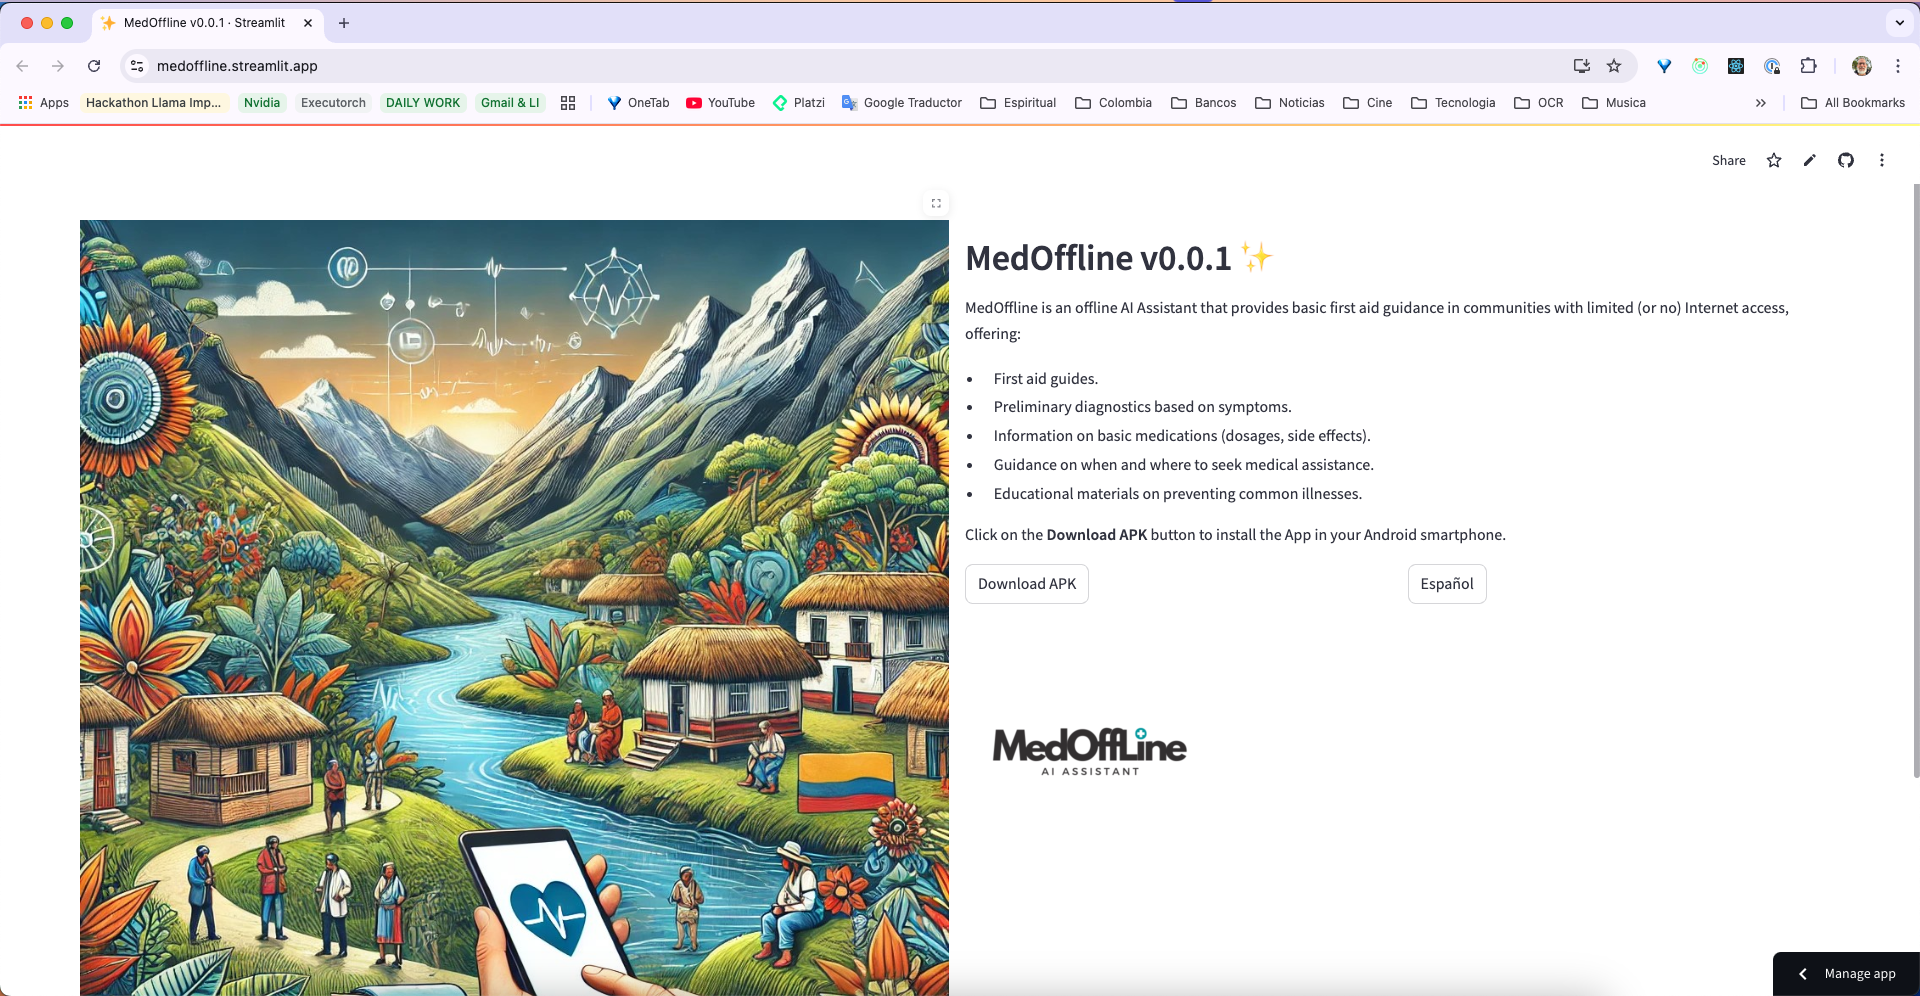 MedOffline v0.0.1 · Streamlit
medoffline.streamlit.app
Apps Hackathon Llama Imp... Nvidia Executorch DAILY WORK Gmail & LI OneTab YouTube Platzi Google Traductor Espiritual Colombia Bancos Noticias Cine Tecnologia OCR Musica All Bookmarks
Share
MedOffline v0.0.1
MedOffline is an offline AI Assistant that provides basic first aid guidance in communities with limited (or no) Internet access,
offering:
• First aid guides.
• Preliminary diagnostics based on symptoms.
• Information on basic medications (dosages, side effects).
• Guidance on when and where to seek medical assistance.
• Educational materials on preventing common illnesses.
Click on the Download APK button to install the App in your Android smartphone.
Download APK Español
MedOffLine
AI ASSISTANT
Manage app